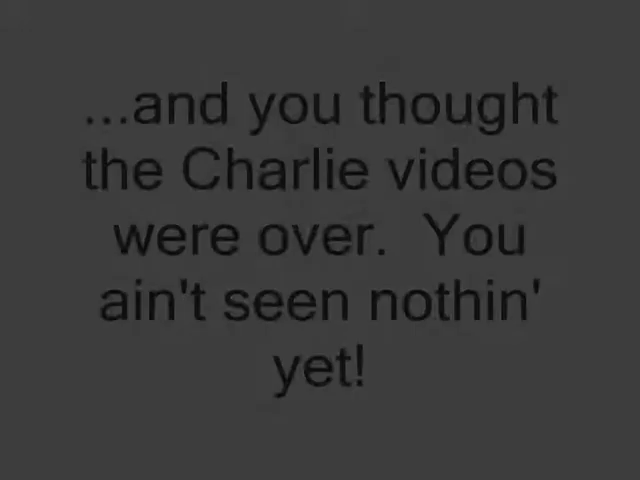 ...and you thought
the Charlie videos
were over.  You
ain't seen nothin'
yet!